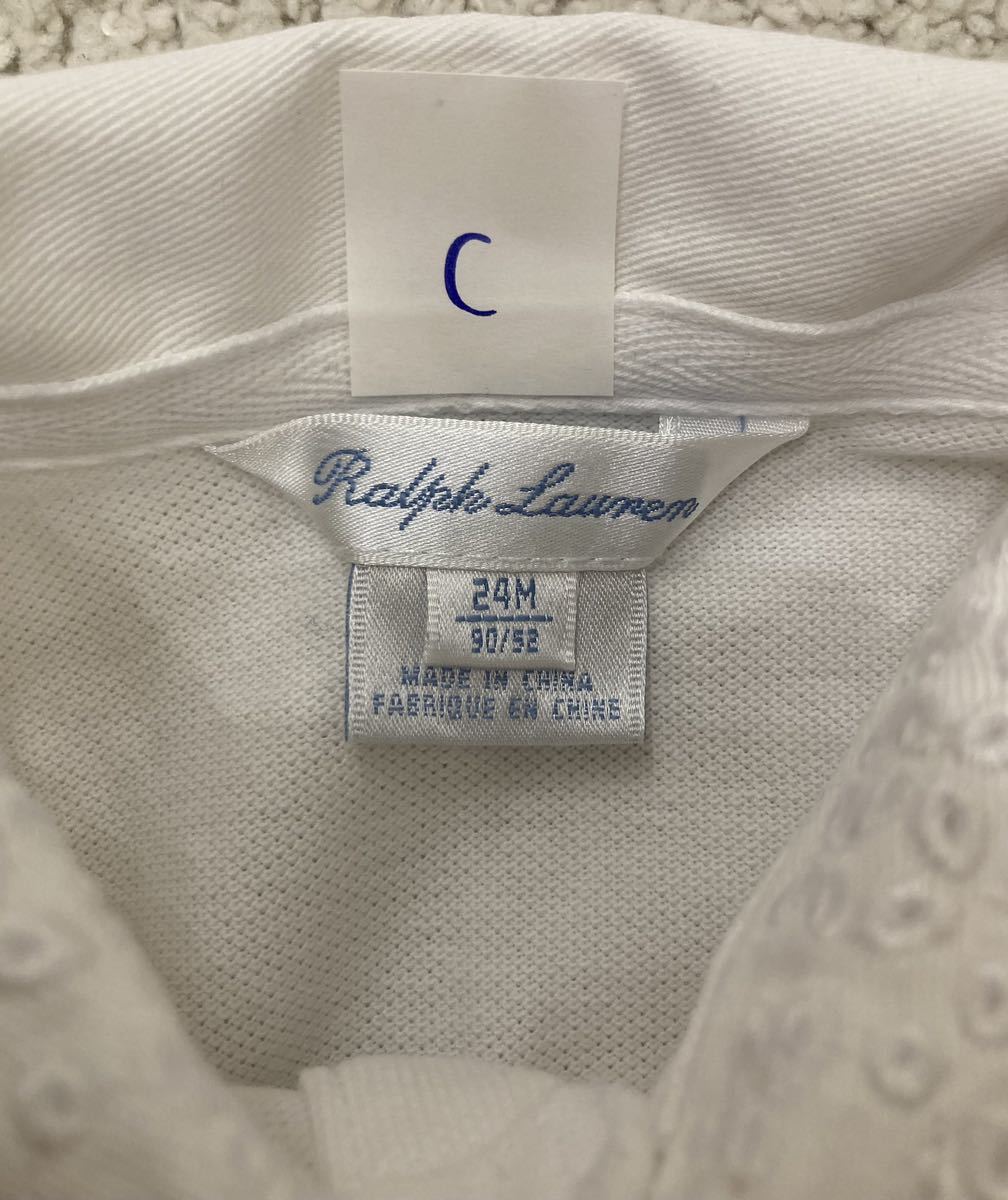 C
Ralph Lauren
24M
90/52
MADE IN CHINA
FABRIQUE EN CHINE